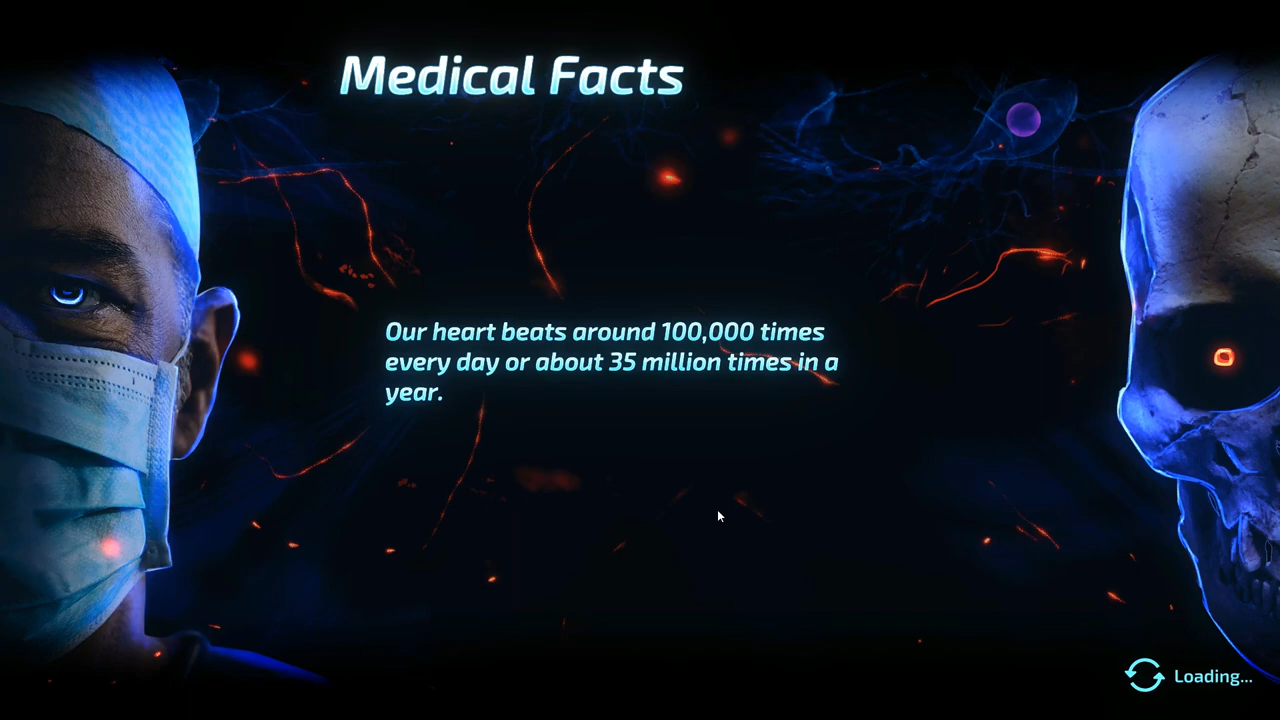 Medical Facts
Our heart beats around 100,000 times
every day or about 35 million times in a
year.
Loading...